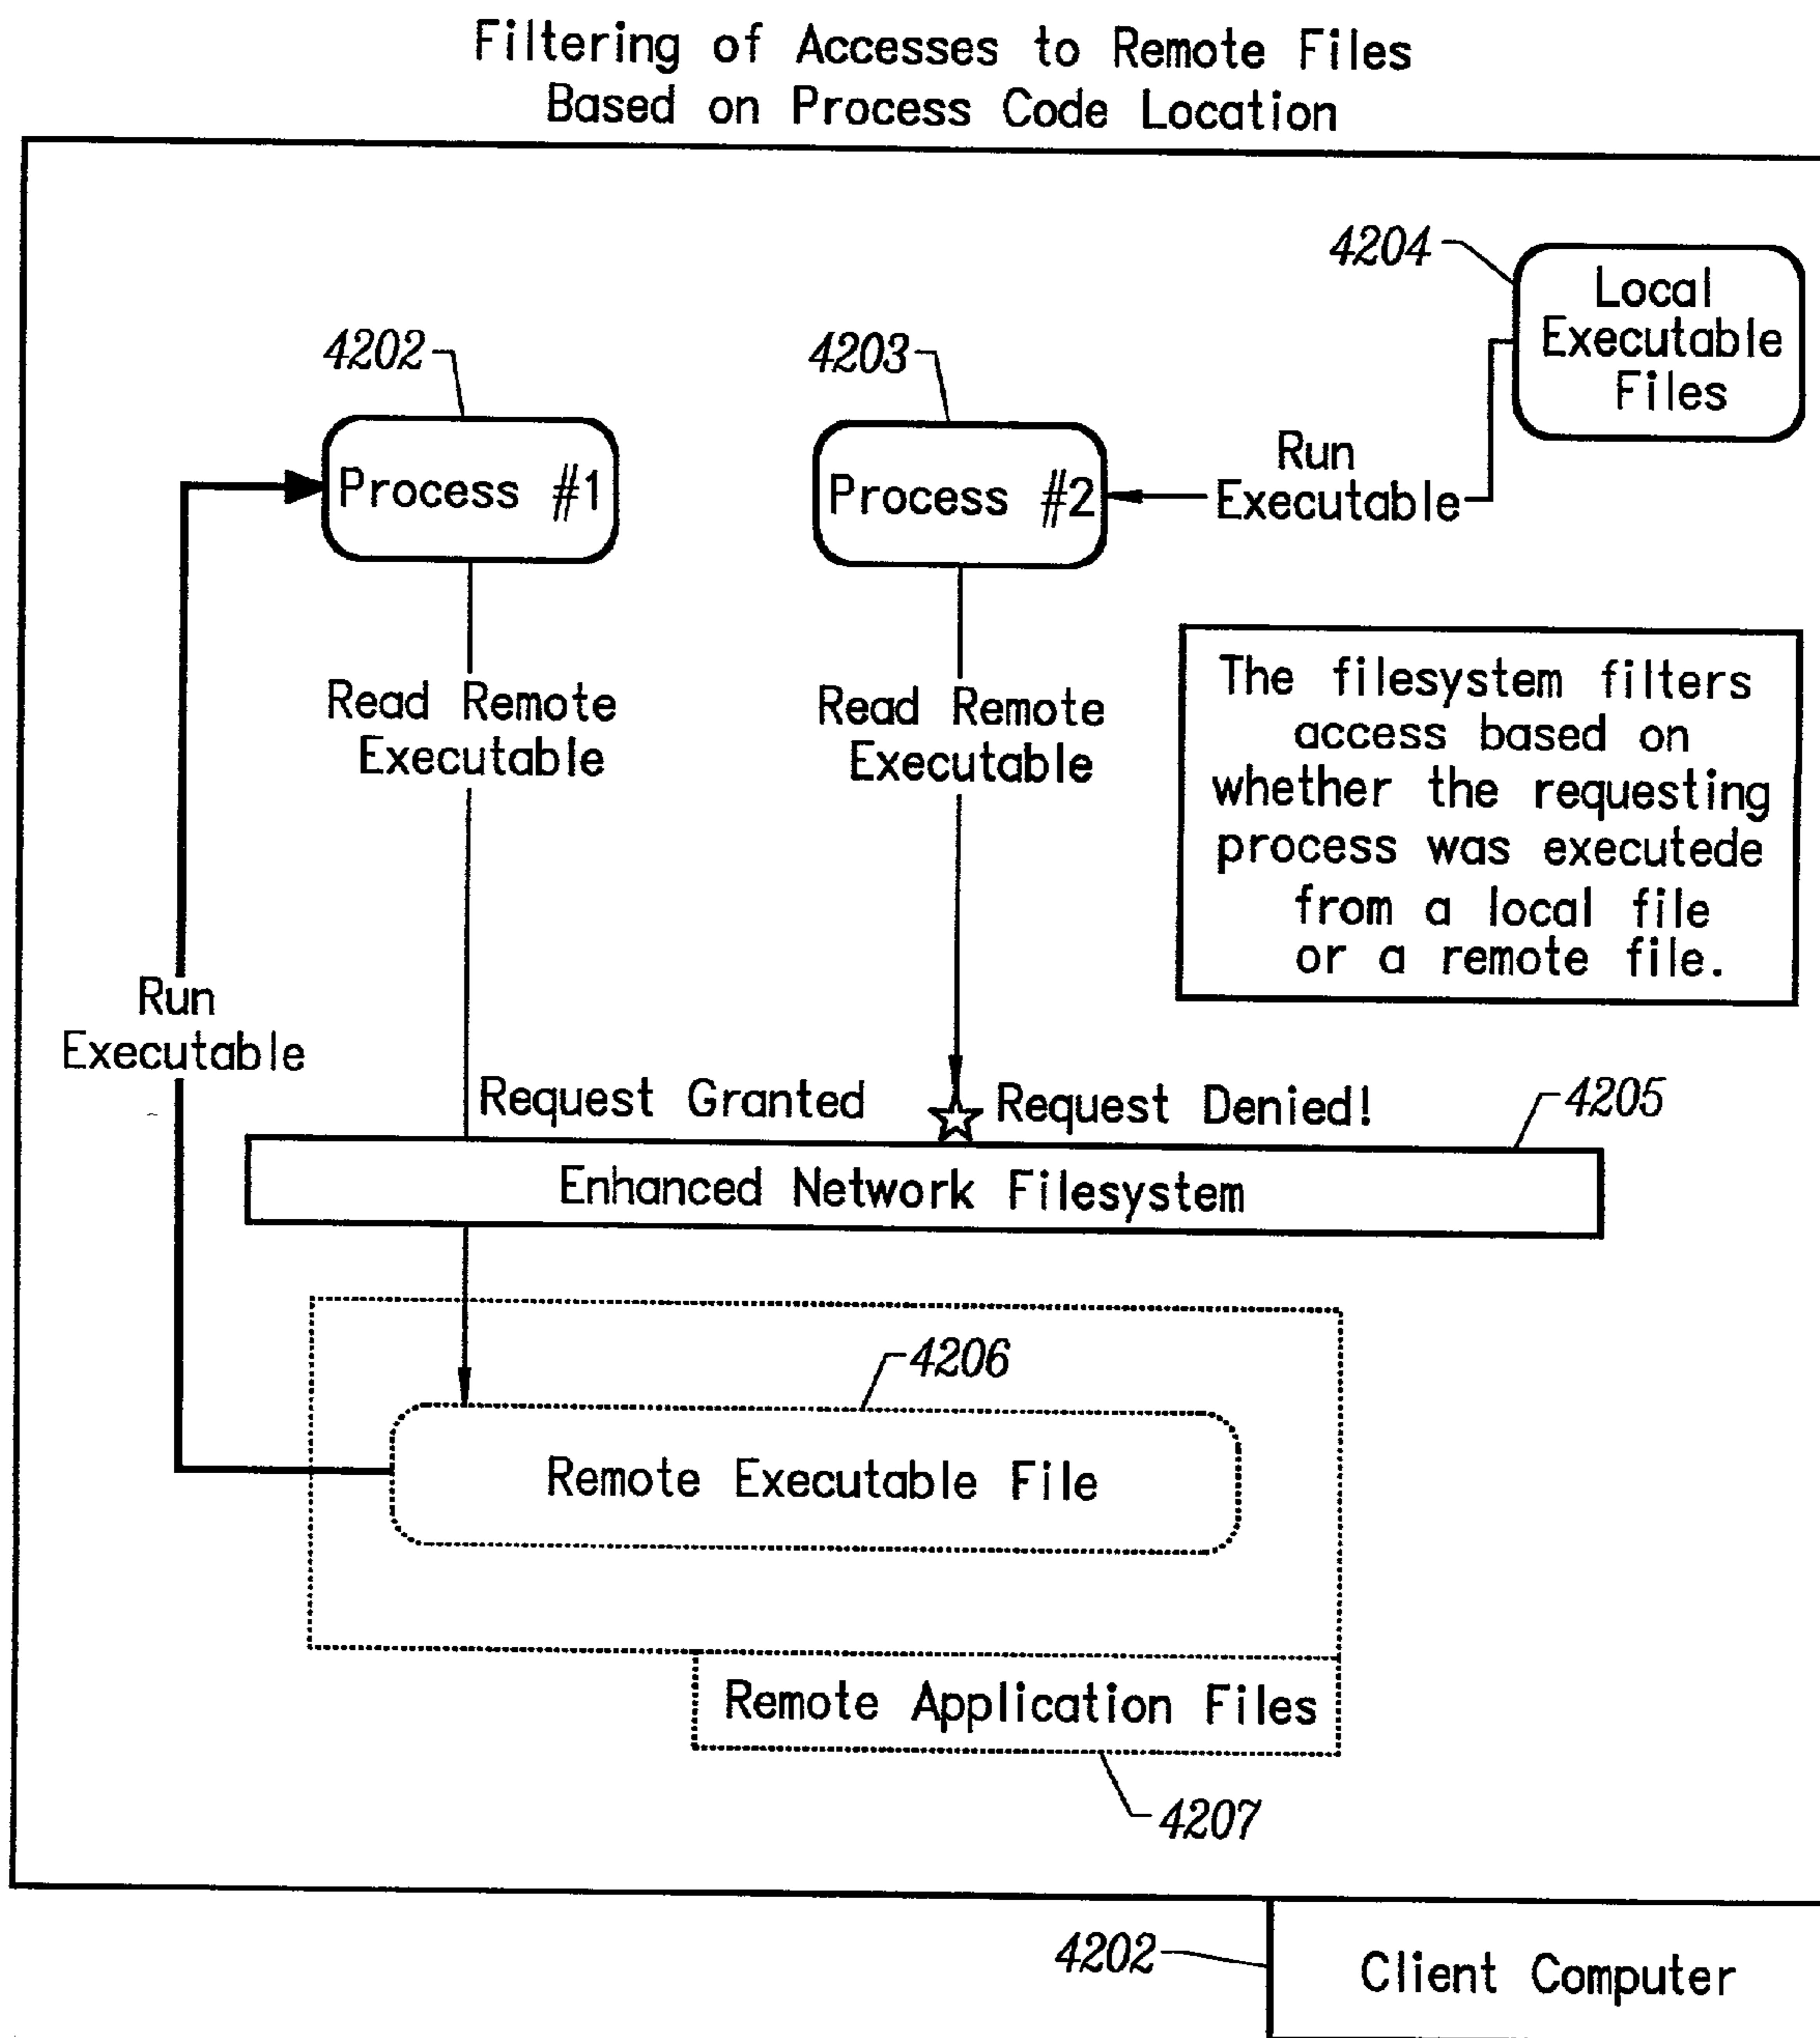 Filtering of Accesses to Remote Files
Based on Process Code Location
4204
Local
Executable
Files
4202
4203
Process #1
Process #2
Run
Executable
Read Remote
Executable
Read Remote
Executable
The filesystem filters
access based on
whether the requesting
process was executede
from a local file
or a remote file.
Run
Executable
Request Granted
Request Denied!
4205
Enhanced Network Filesystem
4206
Remote Executable File
Remote Application Files
4207
4202
Client Computer